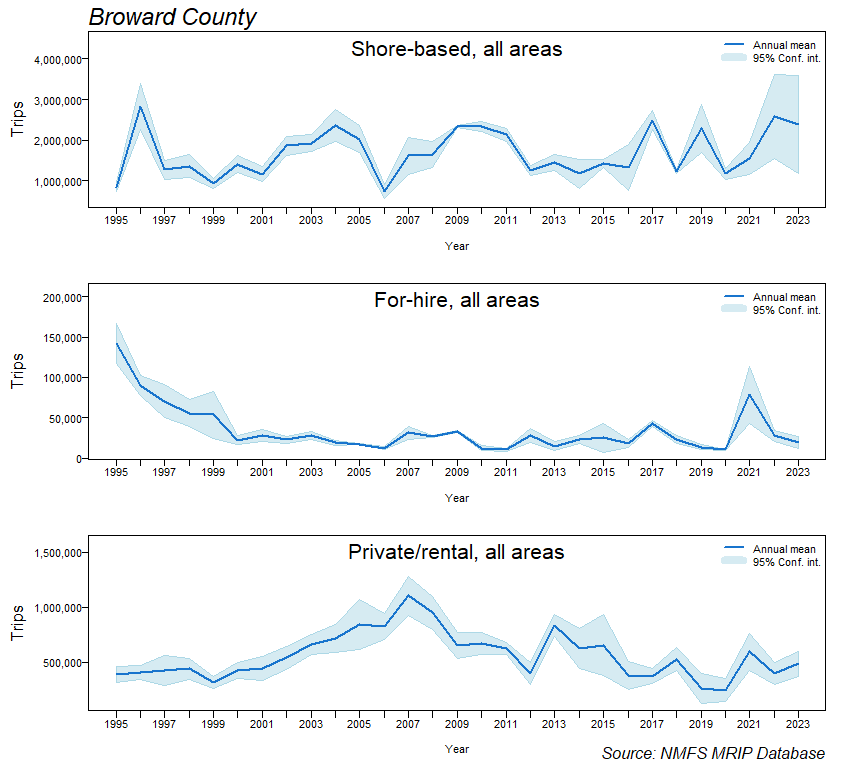 Broward County
Shore-based, all areas
Annual mean
95% Conf. int.
Trips
4,000,000
3,000,000
2,000,000
1,000,000
1995 1997 1999 2001 2003 2005 2007 2009 2011 2013 2015 2017 2019 2021 2023
Year
For-hire, all areas
Annual mean
95% Conf. int.
Trips
200,000
150,000
100,000
50,000
0
1995 1997 1999 2001 2003 2005 2007 2009 2011 2013 2015 2017 2019 2021 2023
Year
Private/rental, all areas
Annual mean
95% Conf. int.
Trips
1,500,000
1,000,000
500,000
1995 1997 1999 2001 2003 2005 2007 2009 2011 2013 2015 2017 2019 2021 2023
Year
Source: NMFS MRIP Database